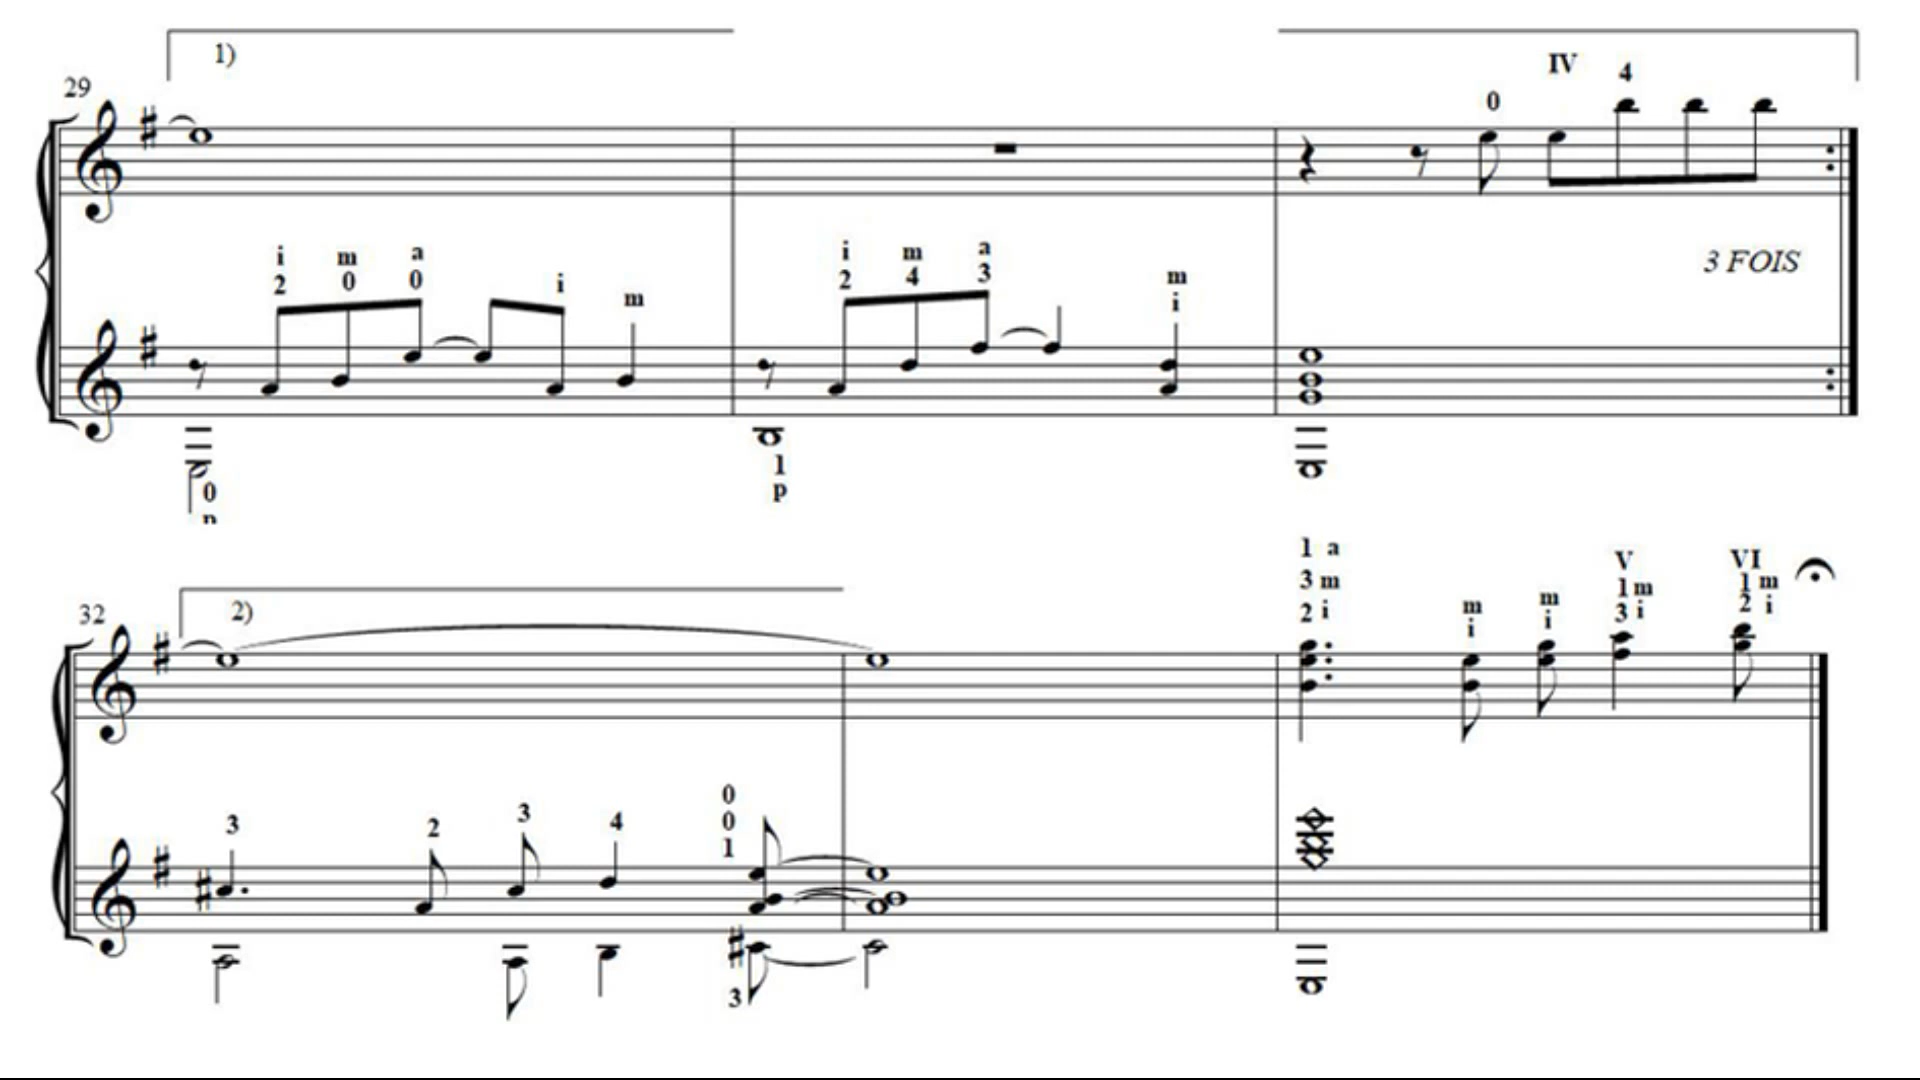 1)
29
IV
4
0
3 FOIS
i m a
2 0 0 i m
i m a m
2 4 3 i
0
p
1
p
32
2)
1 a V VI
3 m m m 1 m 1 m
2 i i i 3 i 2 i
3 2 3 4
0
0
1
3